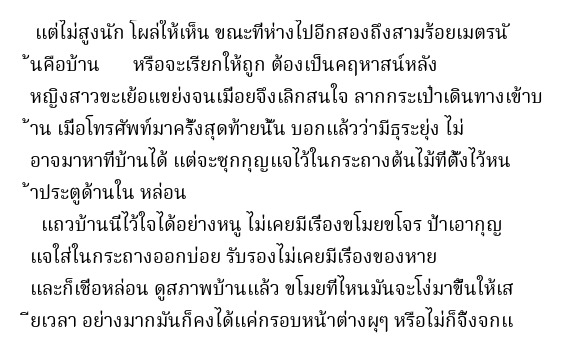 แต่ไม่สูงนัก โผล่ให้เห็น ขณะที่ห่างไปอีกสองถึงสามร้อยเมตรนั
้นคือบ้าน หรือจะเรียกให้ถูก ต้องเป็นคฤหาสน์หลัง
หญิงสาวขะเย้อแขย่งจนเมื่อยจึงเลิกสนใจ ลากกระเป๋าเดินทางเข้าบ
้าน เมื่อโทรศัพท์มาครั้งสุดท้ายนั้น บอกแล้วว่ามีธุระยุ่ง ไม่
อาจมาหาที่บ้านได้ แต่จะซุกกุญแจไว้ในกระถางต้นไม้ที่ตั้งไว้หน
้าประตูด้านใน หล่อน
แถวบ้านนี้ไว้ใจได้อย่างหนู ไม่เคยมีเรื่องขโมยขโจร ป้าเอากุญ
แจใส่ในกระถางออกบ่อย รับรองไม่เคยมีเรื่องของหาย
และก็เชื่อหล่อน ดูสภาพบ้านแล้ว ขโมยที่ไหนมันจะโง่มาขึ้นให้เส
ียเวลา อย่างมากมันก็คงได้แค่กรอบหน้าต่างผุๆ หรือไม่ก็จิ้งจกแ